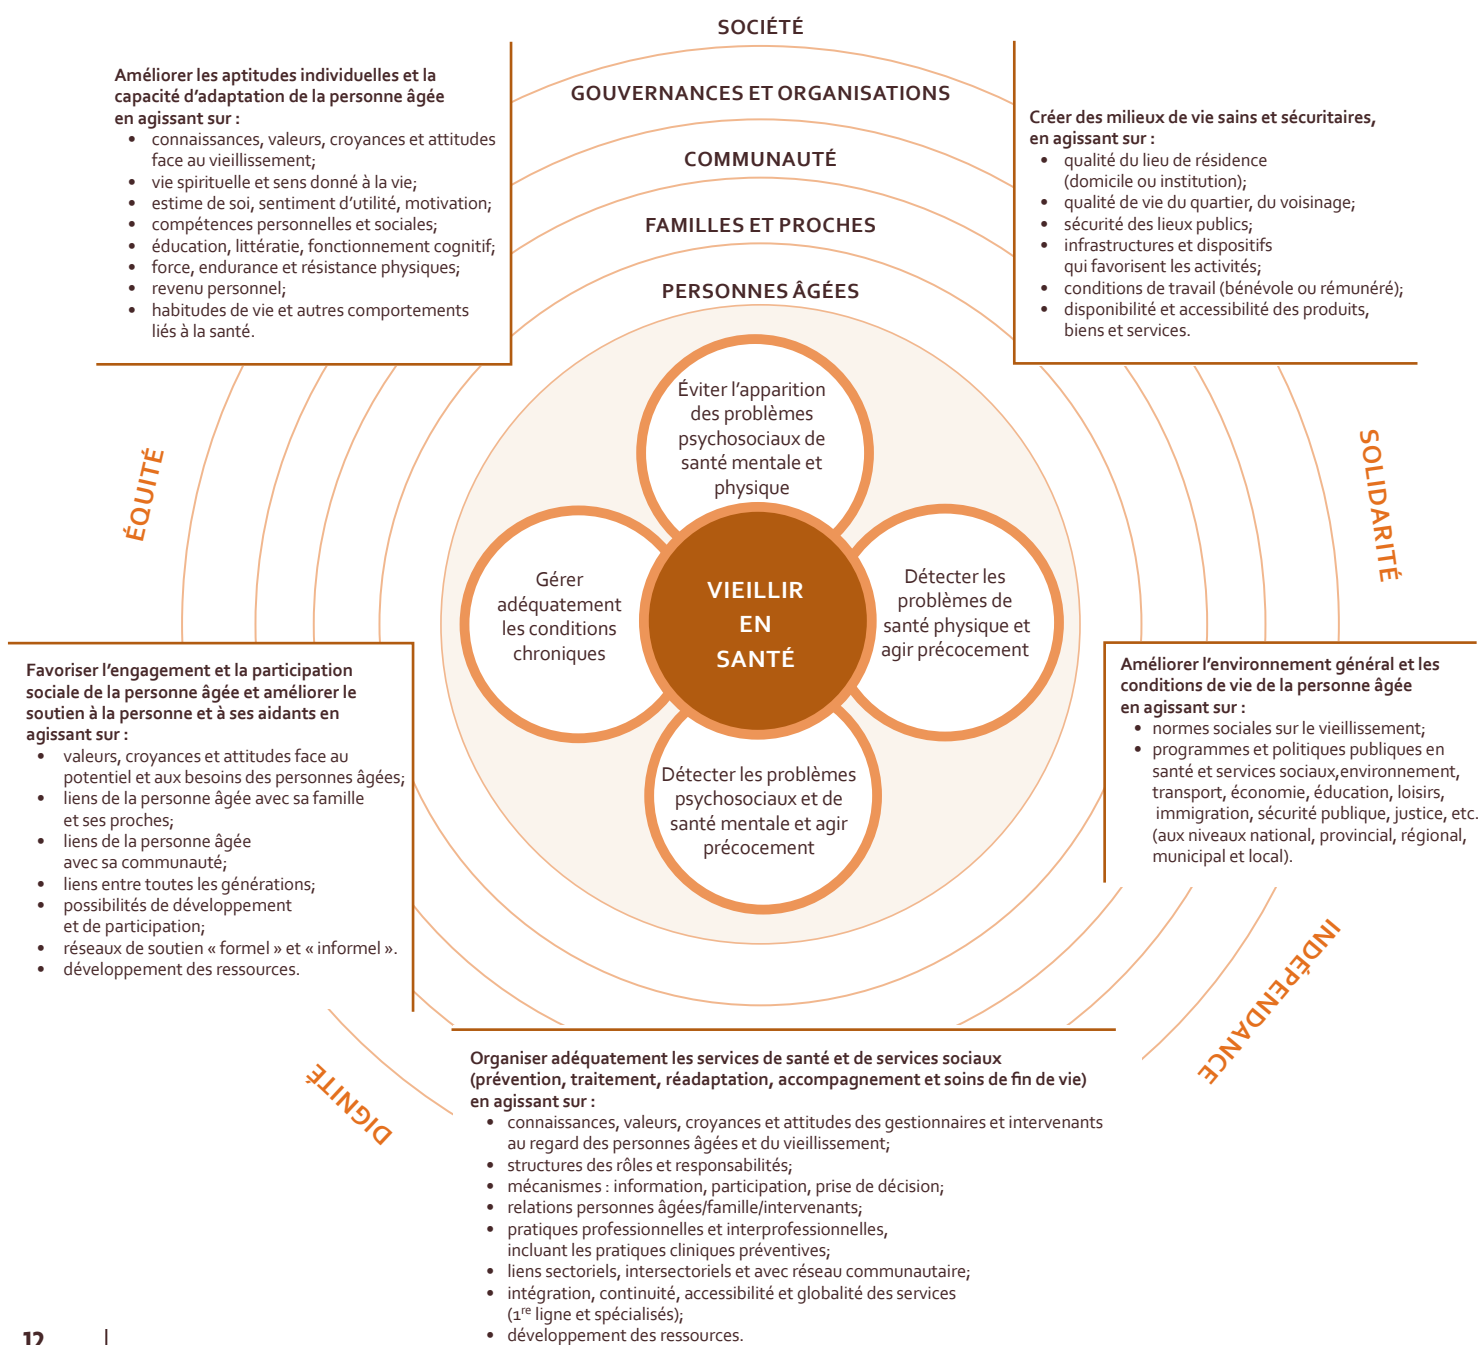 SOCIÉTÉ
GOUVERNANCES ET ORGANISATIONS
COMMUNAUTÉ
FAMILLES ET PROCHES
PERSONNES ÂGÉES
Améliorer les aptitudes individuelles et la
capacité d'adaptation de la personne âgée
en agissant sur :
• connaissances, valeurs, croyances et attitudes
face au vieillissement;
• vie spirituelle et sens donné à la vie;
• estime de soi, sentiment d'utilité, motivation;
• compétences personnelles et sociales;
• éducation, littératie, fonctionnement cognitif;
• force, endurance et résistance physiques;
• revenu personnel;
• habitudes de vie et autres comportements
liés à la santé.
Créer des milieux de vie sains et sécuritaires,
en agissant sur :
• qualité du lieu de résidence
(domicile ou institution);
• qualité de vie du quartier, du voisinage;
• sécurité des lieux publics;
• infrastructures et dispositifs
qui favorisent les activités;
• conditions de travail (bénévole ou rémunéré);
• disponibilité et accessibilité des produits,
biens et services.
Éviter l'apparition
des problèmes
psychosociaux de
santé mentale et
physique
ÉQUITÉ
SOLIDARITÉ
Gérer
adéquatement
les conditions
chroniques
VIEILLIR
EN
SANTÉ
Détecter les
problèmes de
santé physique et
agir précocement
Détecter les problèmes
psychosociaux et de
santé mentale et agir
précocement
Favoriser l'engagement et la participation
sociale de la personne âgée et améliorer le
soutien à la personne et à ses aidants en
agissant sur :
• valeurs, croyances et attitudes face au
potentiel et aux besoins des personnes âgées;
• liens de la personne âgée avec sa famille
et ses proches;
• liens de la personne âgée
avec sa communauté;
• liens entre toutes les générations;
• possibilités de développement
et de participation;
• réseaux de soutien « formel » et « informel ».
• développement des ressources.
Améliorer l'environnement général et les
conditions de vie de la personne âgée
en agissant sur :
• normes sociales sur le vieillissement;
• programmes et politiques publiques en
santé et services sociaux,environnement,
transport, économie, éducation, loisirs,
immigration, sécurité publique, justice, etc.
(aux niveaux national, provincial, régional,
municipal et local).
INDÉPENDANCE
DIGNITÉ
Organiser adéquatement les services de santé et de services sociaux
(prévention, traitement, réadaptation, accompagnement et soins de fin de vie)
en agissant sur :
• connaissances, valeurs, croyances et attitudes des gestionnaires et intervenants
au regard des personnes âgées et du vieillissement;
• structures des rôles et responsabilités;
• mécanismes : information, participation, prise de décision;
• relations personnes âgées/famille/intervenants;
• pratiques professionnelles et interprofessionnelles,
incluant les pratiques cliniques préventives;
• liens sectoriels, intersectoriels et avec réseau communautaire;
• intégration, continuité, accessibilité et globalité des services
(1re ligne et spécialisés);
• développement des ressources.
12